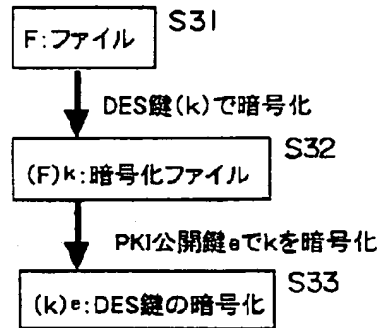 F:ファイル S31
DES鍵(k)で暗号化
(F)k:暗号化ファイル S32
PKI公開鍵eでkを暗号化
(k)e:DES鍵の暗号化 S33